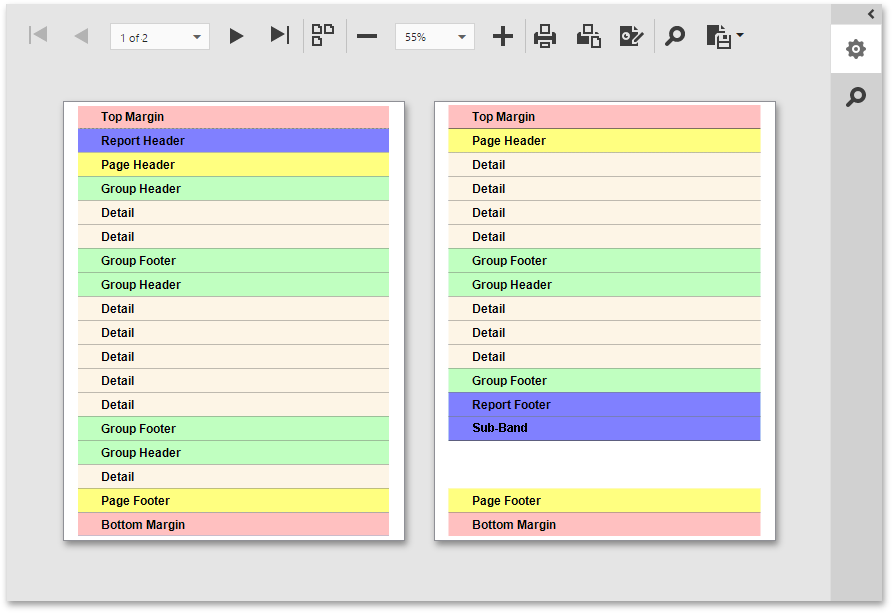 1 of 2
55%
Top Margin
Report Header
Page Header
Group Header
Detail
Detail
Group Footer
Group Header
Detail
Detail
Detail
Detail
Detail
Group Footer
Group Header
Detail
Page Footer
Bottom Margin
Top Margin
Page Header
Detail
Detail
Detail
Detail
Group Footer
Group Header
Detail
Detail
Detail
Group Footer
Report Footer
Sub-Band
Page Footer
Bottom Margin